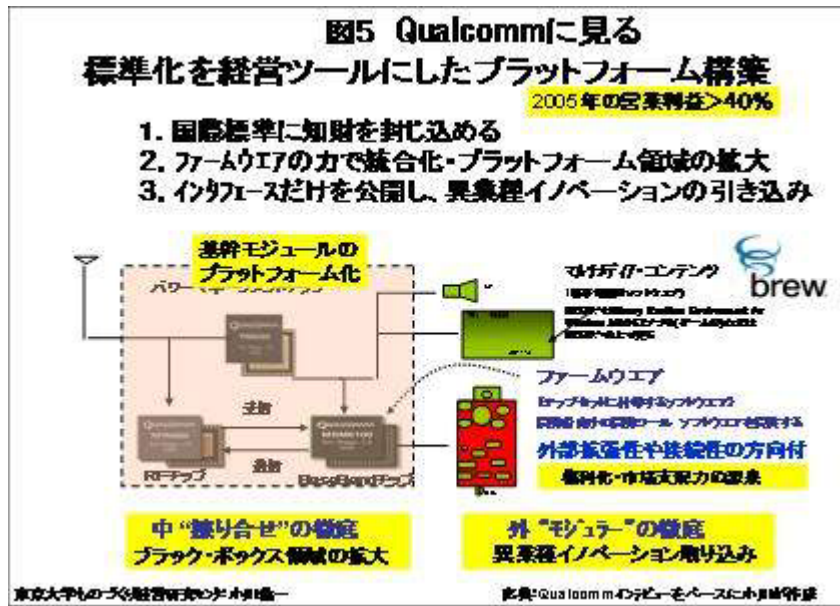 図5 Qualcommに見る
標準化を経営ツールにしたプラットフォーム構築
2005年の営業利益>40%
1. 国際標準に知財を封じ込める
2. ファームウエアの力で統合化・プラットフォーム領域の拡大
3. インタフェースだけを公開し、異業種イノベーションの引き込み
基幹モジュールの
プラットフォーム化
マルチメディア・コンテンツ
brew
ファームウエア
受信
送信
RFチップ
BaseBandチップ
外部拡張性や接続性の方向付
・市場支配力の源泉
中 “擦り合せ”の徹底
ブラック・ボックス領域の拡大
外 “モジュラー”の徹底
異業種イノベーション取り込み
東京大学ものづくり経営研究センター 小川紘一
出典:Qualcommインタビューをベースに小川が作成